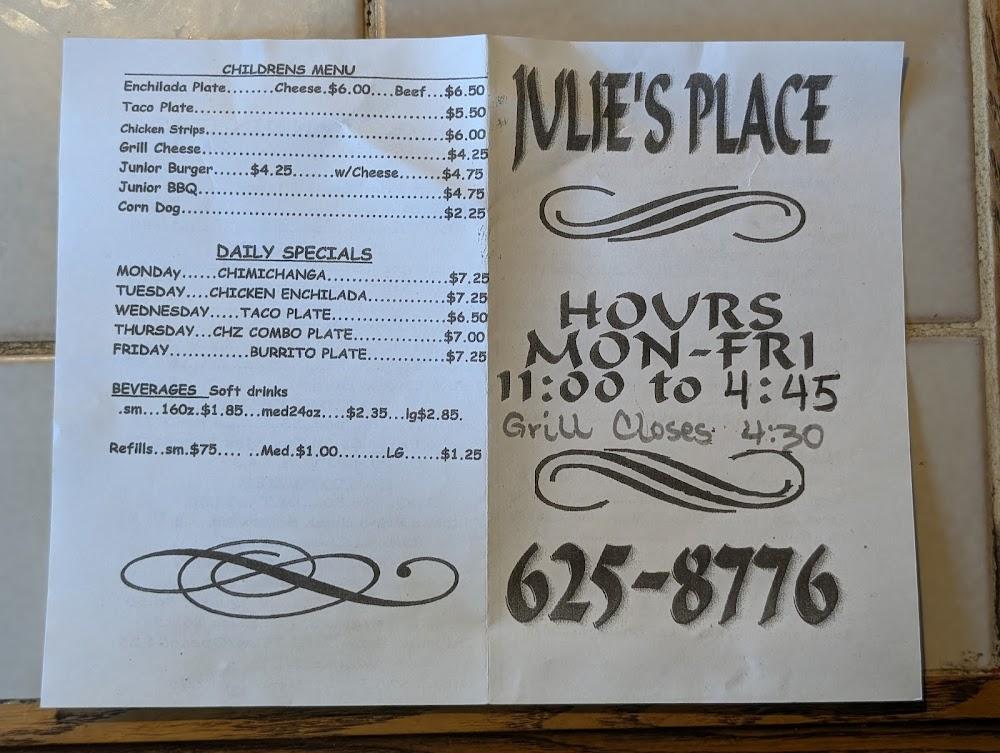 CHILDRENS MENU
Enchilada Plate........Cheese.$6.00....Beef...$6.50
Taco Plate..................................................$5.50
Chicken Strips................................................$6.00
Grill Cheese.................................................$4.25
Junior Burger......$4.25.......w/Cheese.......$4.75
Junior BBQ.................................................$4.75
Corn Dog.....................................................$2.25
DAILY SPECIALS
MONDAY......CHIMICHANGA........................$7.25
TUESDAY....CHICKEN ENCHILADA................$7.25
WEDNESDAY.....TACO PLATE.......................$6.50
THURSDAY...CHZ COMBO PLATE..................$7.00
FRIDAY............BURRITO PLATE................$7.25
BEVERAGES Soft drinks
.sm...16Oz.$1.85...med24oz....$2.35...lg$2.85.
Refills..sm.$75.... ..Med.$1.00........LG......$1.25
JULIE'S PLACE
HOURS
MON-FRI
11:00 to 4:45
Grill Closes 4:30
625-8776